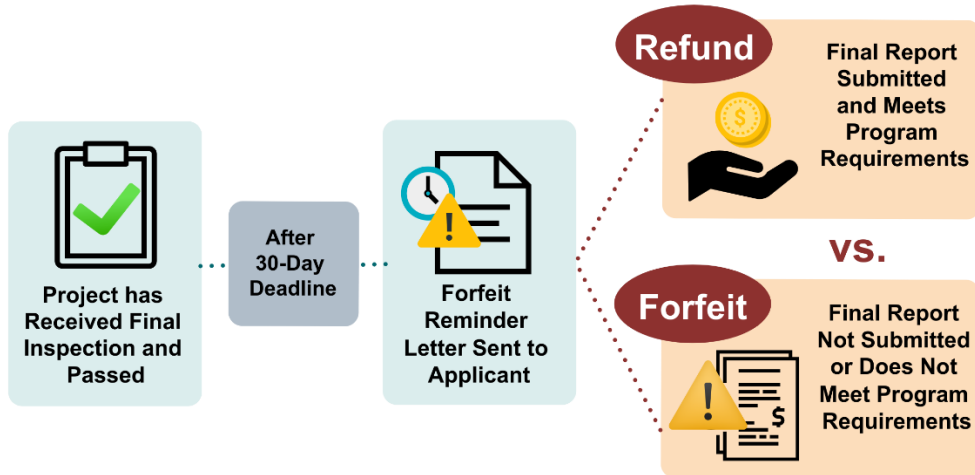 Project has
Received Final
Inspection and
Passed
After
30-Day
Deadline
Forfeit
Reminder
Letter Sent to
Applicant
Refund
Final Report
Submitted
and Meets
Program
Requirements
$
vs.
Forfeit
Final Report
Not Submitted
or Does Not
Meet Program
Requirements
$